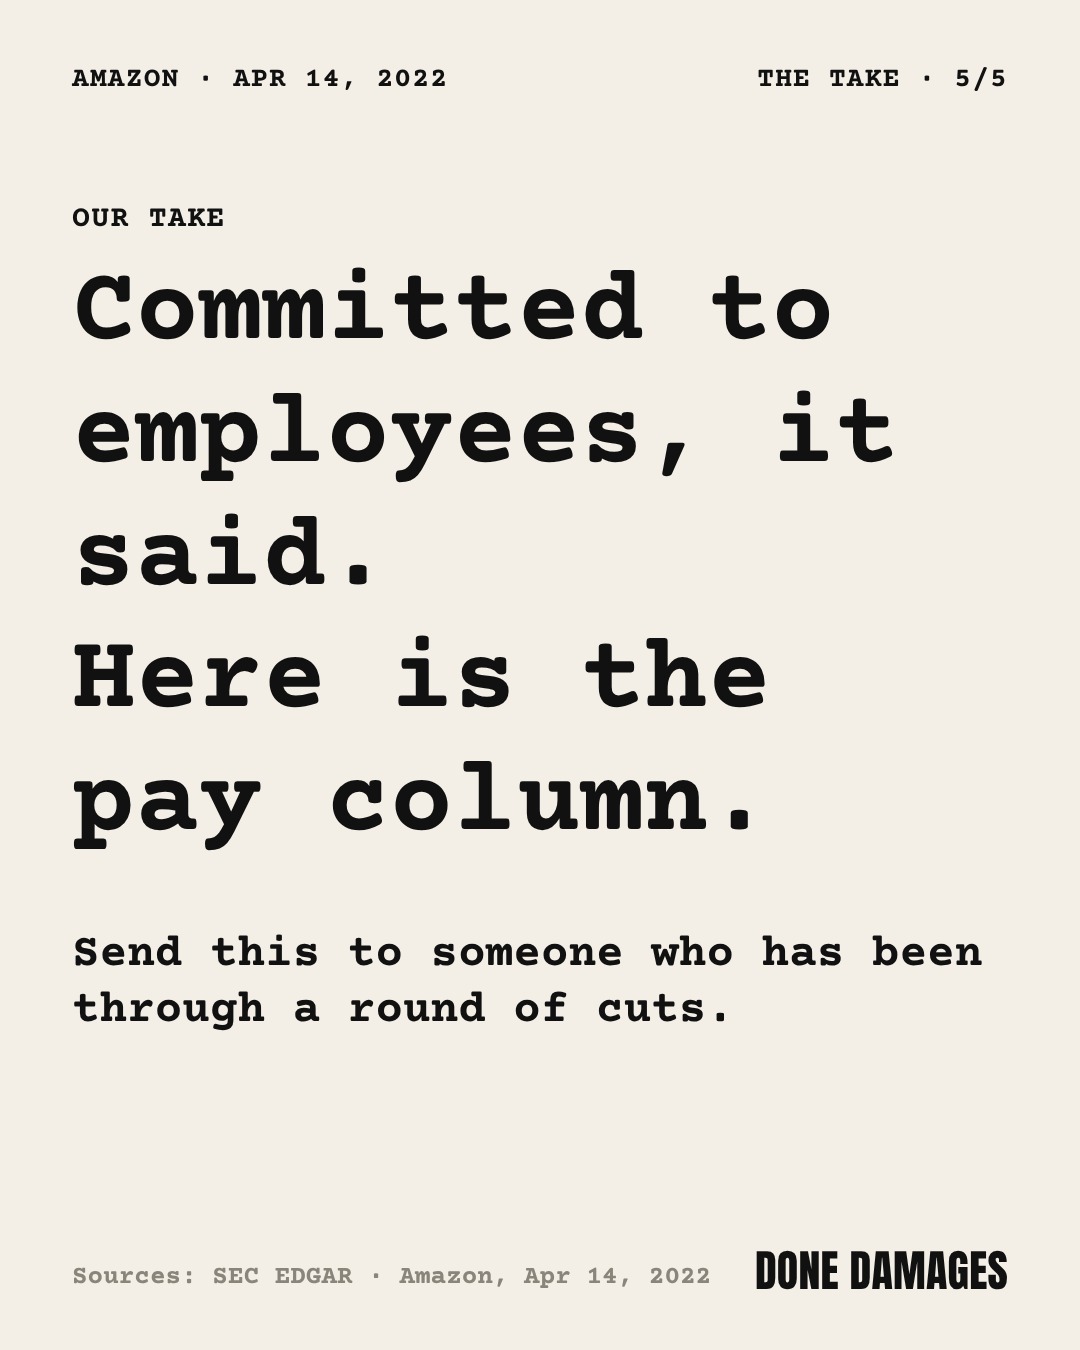 AMAZON · APR 14, 2022
THE TAKE · 5/5
OUR TAKE
Committed to
employees, it
said.
Here is the
pay column.
Send this to someone who has been
through a round of cuts.
Sources: SEC EDGAR · Amazon, Apr 14, 2022
DONE DAMAGES